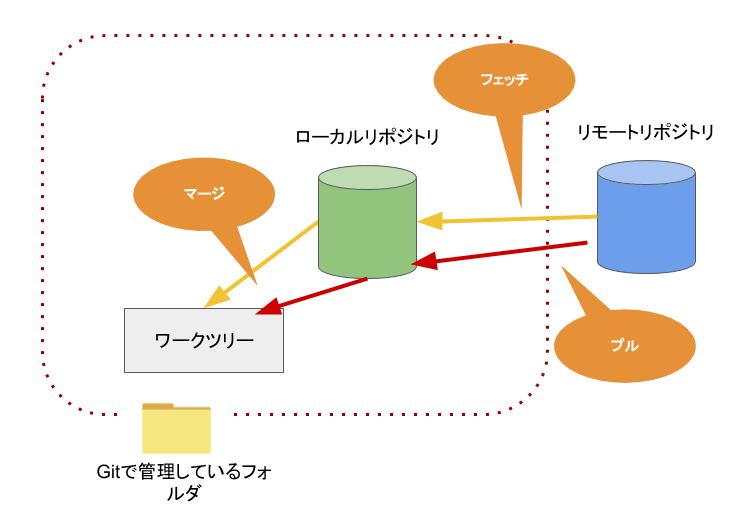 フェッチ
ローカルリポジトリ
リモートリポジトリ
マージ
ワークツリー
プル
Gitで管理しているフォ
ルダ